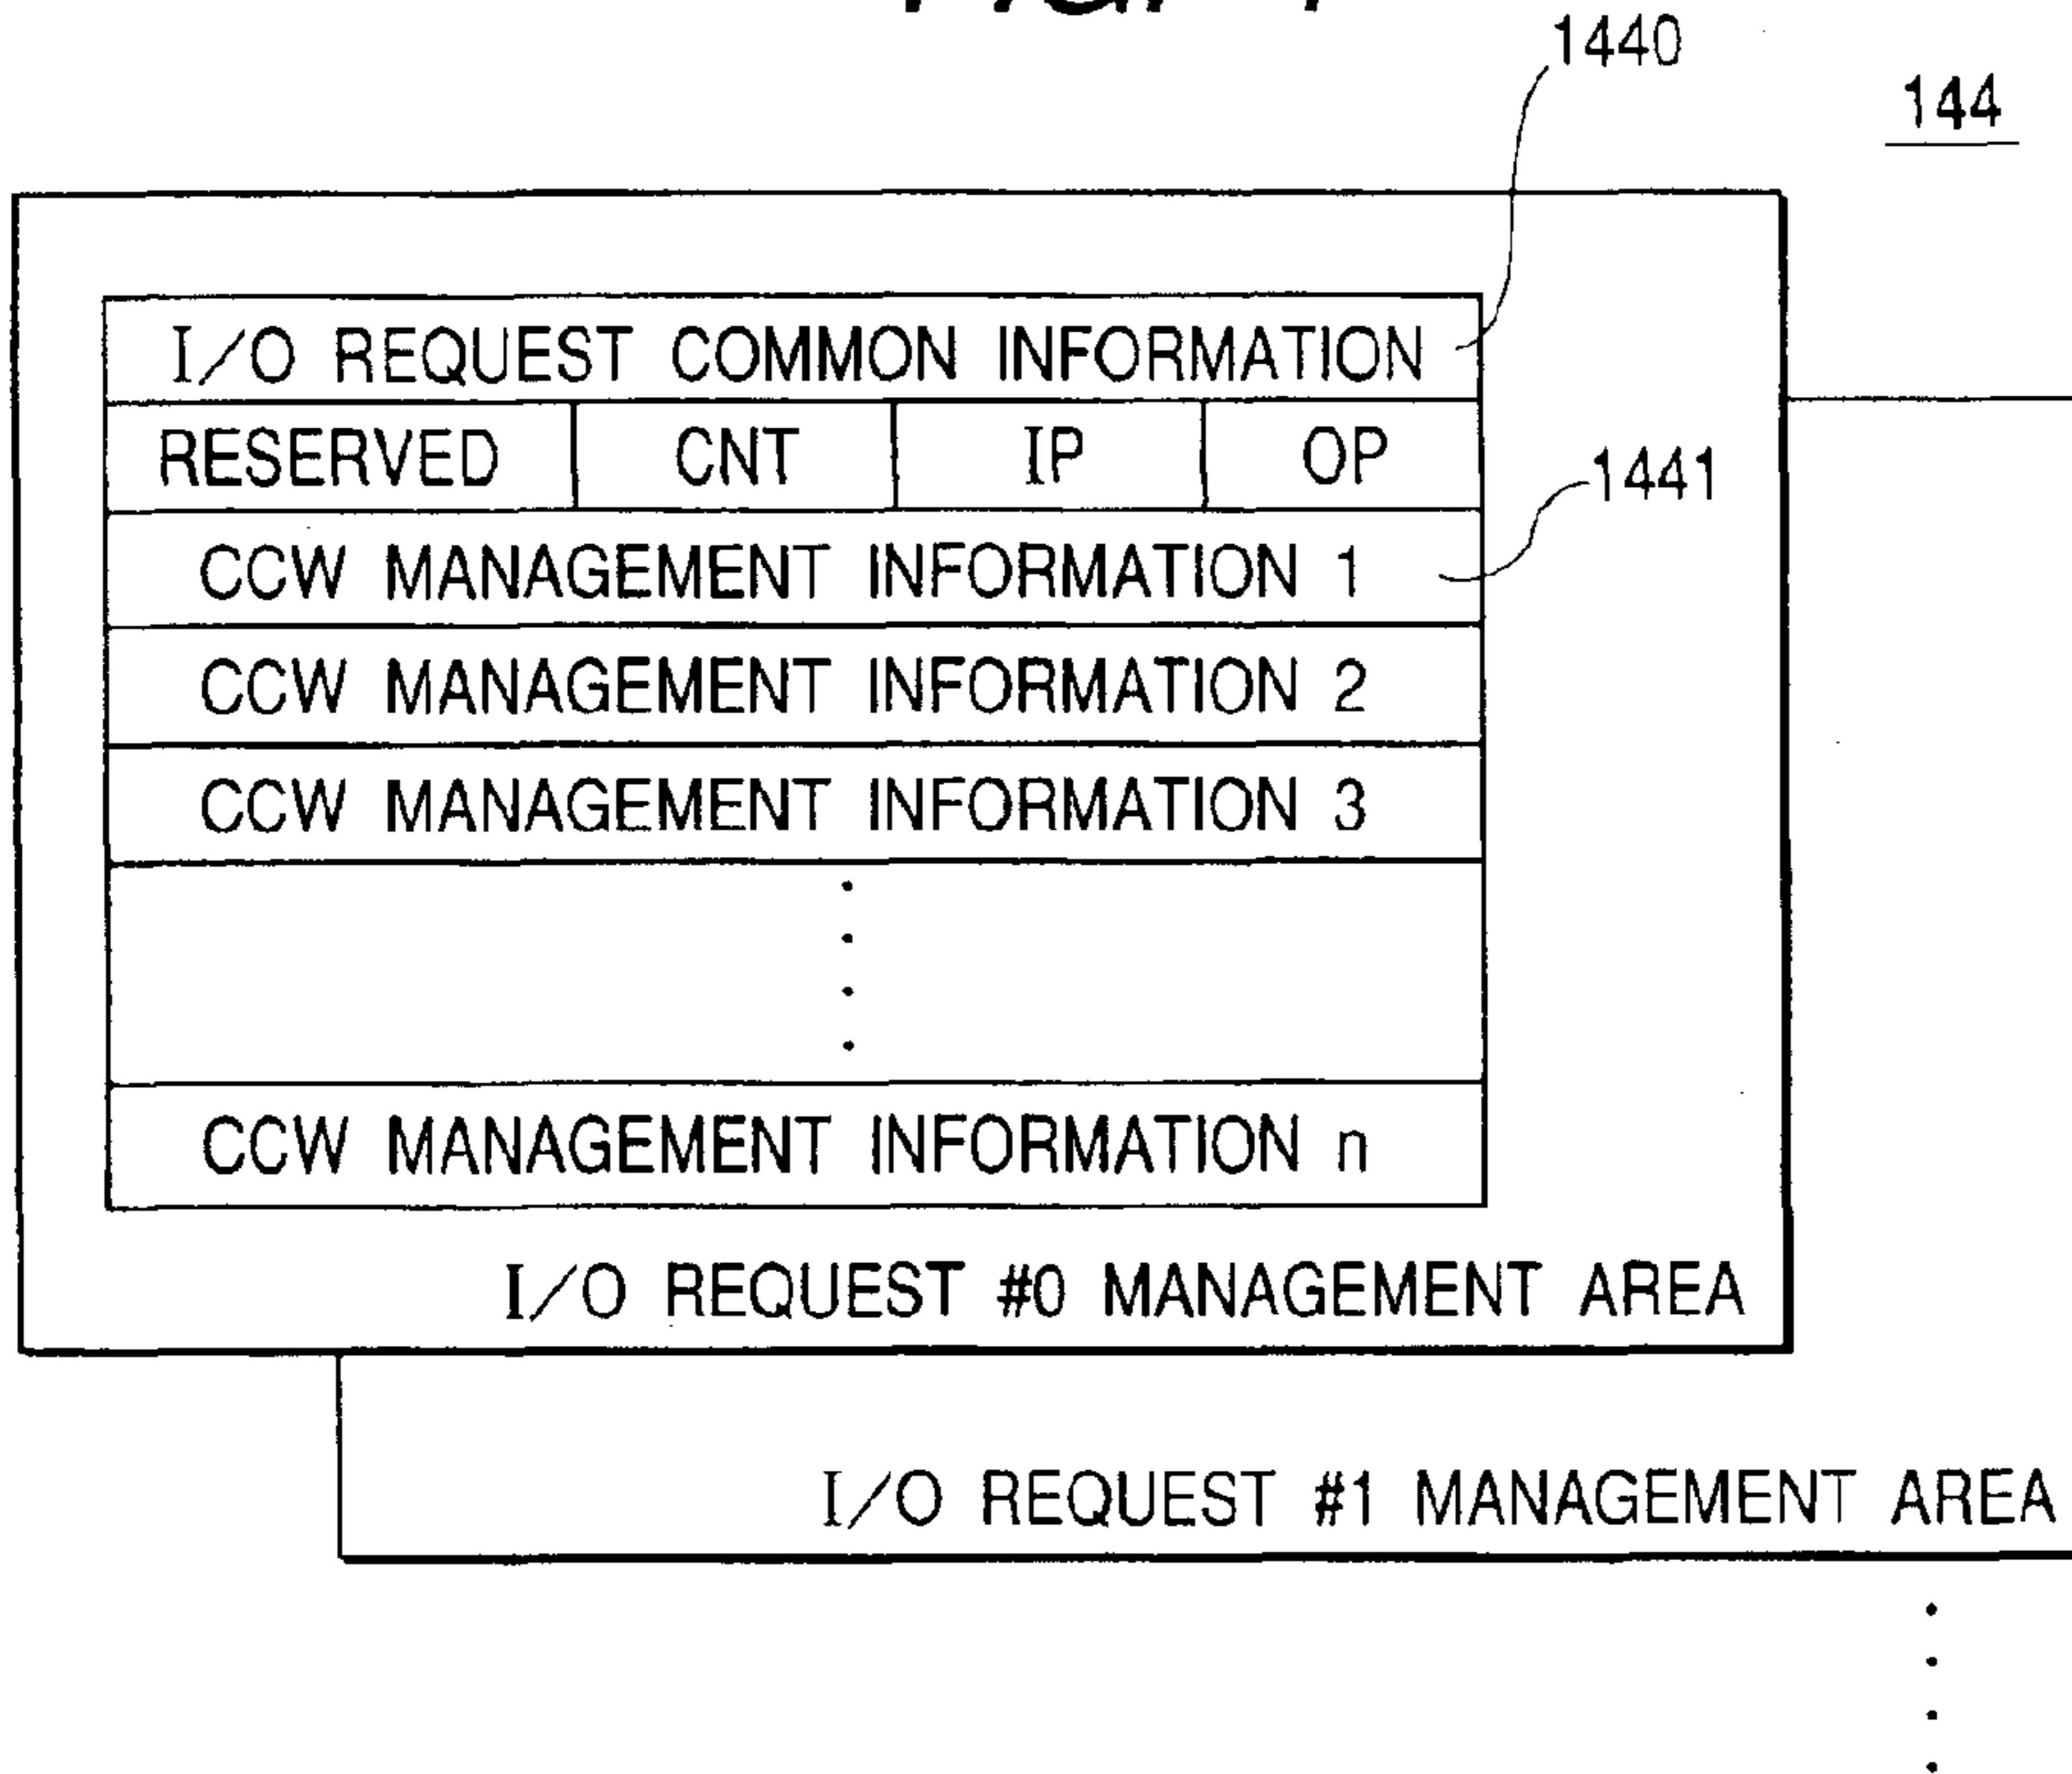 1440
144
I/O REQUEST COMMON INFORMATION
RESERVED CNT IP OP
1441
CCW MANAGEMENT INFORMATION 1
CCW MANAGEMENT INFORMATION 2
CCW MANAGEMENT INFORMATION 3
CCW MANAGEMENT INFORMATION n
I/O REQUEST #0 MANAGEMENT AREA
I/O REQUEST #1 MANAGEMENT AREA